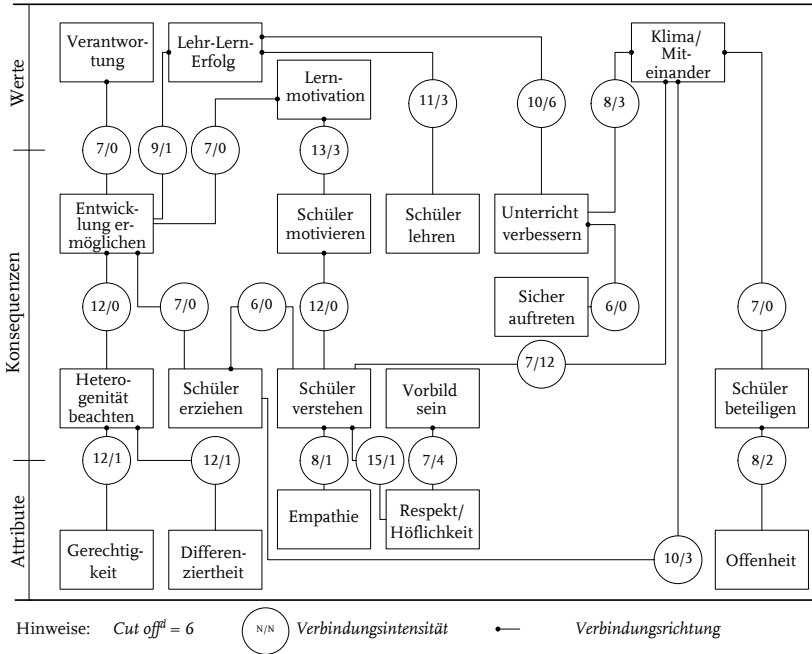 Werte
Verantwor-
tung
Lehr-Lern-
Erfolg
Lern-
motivation
Klima/
Mit-
einander
11/3
10/6
8/3
7/0
9/1
7/0
13/3
Konsequenzen
Entwick-
lung er-
möglichen
Schüler
motivieren
Schüler
lehren
Unterricht
verbessern
12/0
7/0
6/0
12/0
Sicher
auftreten
6/0
7/0
7/12
Heterogenität
beachten
Schüler
erziehen
Schüler
verstehen
Vorbild
sein
Schüler
beteiligen
12/1
12/1
8/1
15/1
7/4
8/2
Attribute
Gerechtig-
keit
Differen-
ziertheit
Empathie
Respekt/
Höflichkeit
10/3
Offenheit
Hinweise: Cut offd = 6 N/N Verbindungsintensität Verbindungsrichtung